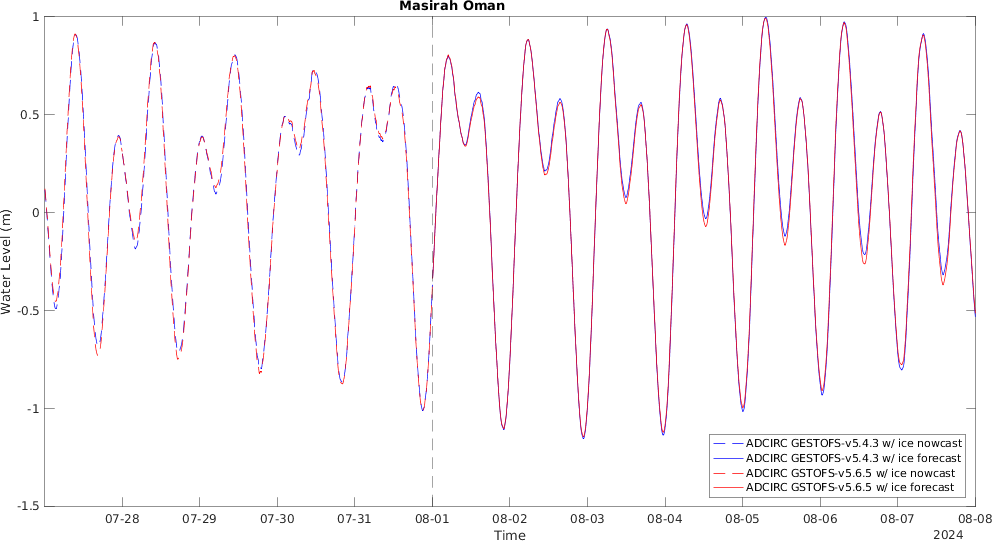 Masirah Oman
1
0.5
0
-0.5
-1
-1.5
Water Level (m)
07-28 07-29 07-30 07-31 08-01 08-02 08-03 08-04 08-05 08-06 08-07 08-08
Time
2024
ADCIRC GESTOFS-v5.4.3 w/ ice nowcast
ADCIRC GESTOFS-v5.4.3 w/ ice forecast
ADCIRC GSTOFS-v5.6.5 w/ ice nowcast
ADCIRC GSTOFS-v5.6.5 w/ ice forecast